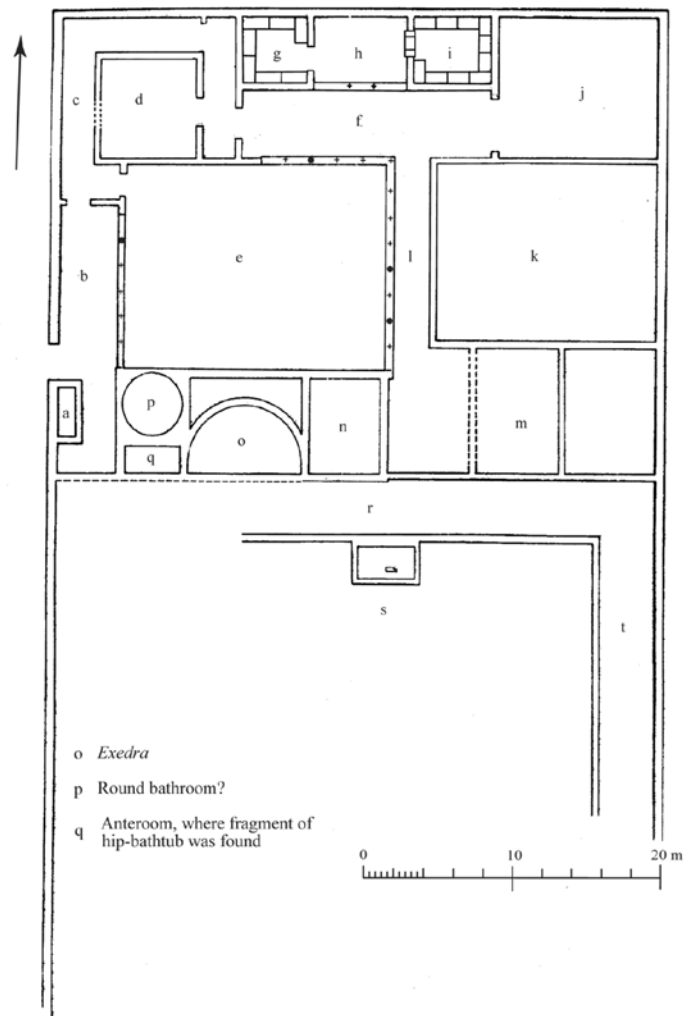 g
h
i
c
d
f
j
b
e
l
k
a
p
o
n
m
q
r
s
t
o Exedra
p Round bathroom?
q Anteroom, where fragment of
hip-bathtub was found
0 10 20 m